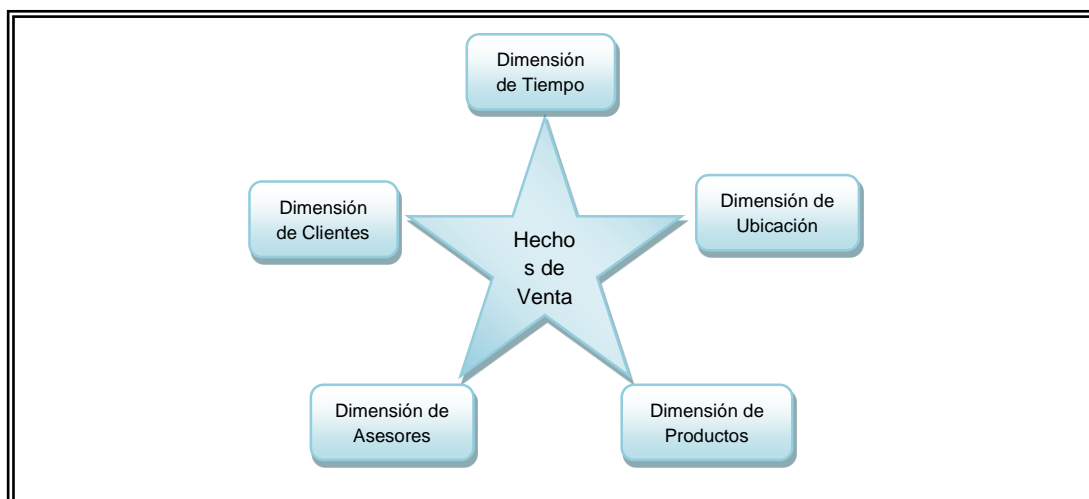 Dimensión
de Tiempo
Dimensión
de Clientes
Dimensión de
Ubicación
Hecho
s de
Venta
Dimensión de
Asesores
Dimensión de
Productos